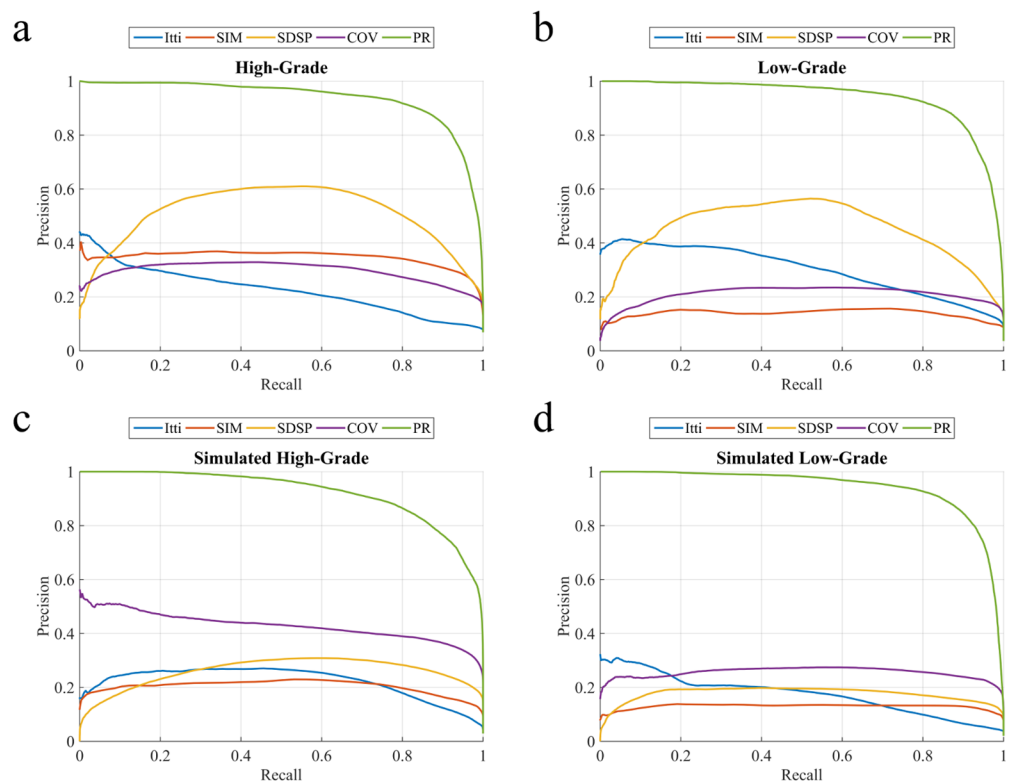 a
Itti SIM SDSP COV PR
High-Grade
Precision
1
0.8
0.6
0.4
0.2
0
0 0.2 0.4 0.6 0.8 1
Recall
b
Itti SIM SDSP COV PR
Low-Grade
Precision
1
0.8
0.6
0.4
0.2
0
0 0.2 0.4 0.6 0.8 1
Recall
c
Itti SIM SDSP COV PR
Simulated High-Grade
Precision
1
0.8
0.6
0.4
0.2
0
0 0.2 0.4 0.6 0.8 1
Recall
d
Itti SIM SDSP COV PR
Simulated Low-Grade
Precision
1
0.8
0.6
0.4
0.2
0
0 0.2 0.4 0.6 0.8 1
Recall